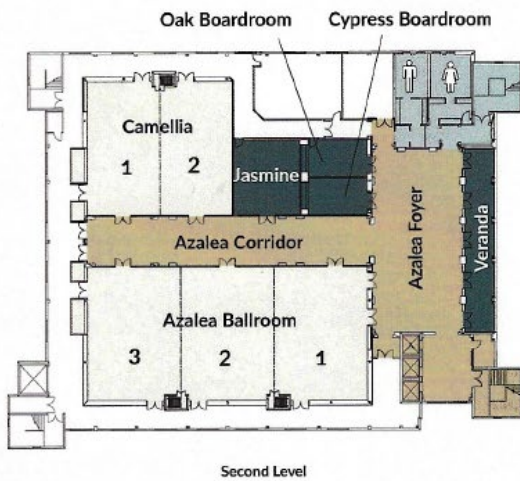 Oak Boardroom
Cypress Boardroom
Camellia
1
2
Jasmine
Azalea Corridor
Azalea Foyer
Veranda
Azalea Ballroom
3
2
1
Second Level